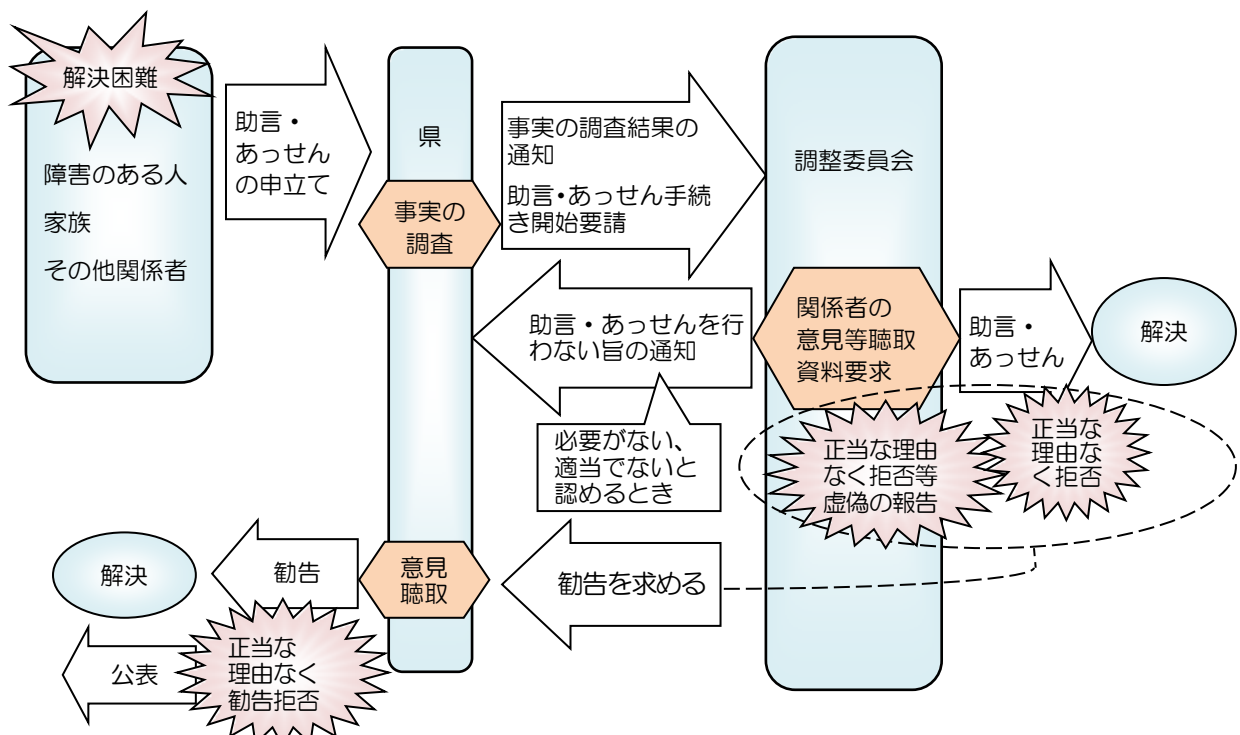 解決困難
障害のある人
家族
その他関係者
助言・
あっせん
の申立て
県
事実の
調査
事実の調査結果の
通知
助言・あっせん手続
き開始要請
調整委員会
関係者の
意見等聴取
資料要求
助言・
あっせん
解決
助言・あっせんを行
わない旨の通知
必要がない、
適当でないと
認めるとき
正当な理由
なく拒否等
虚偽の報告
正当な
理由な
く拒否
勧告を求める
意見
聴取
勧告
解決
正当な
理由なく
勧告拒否
公表